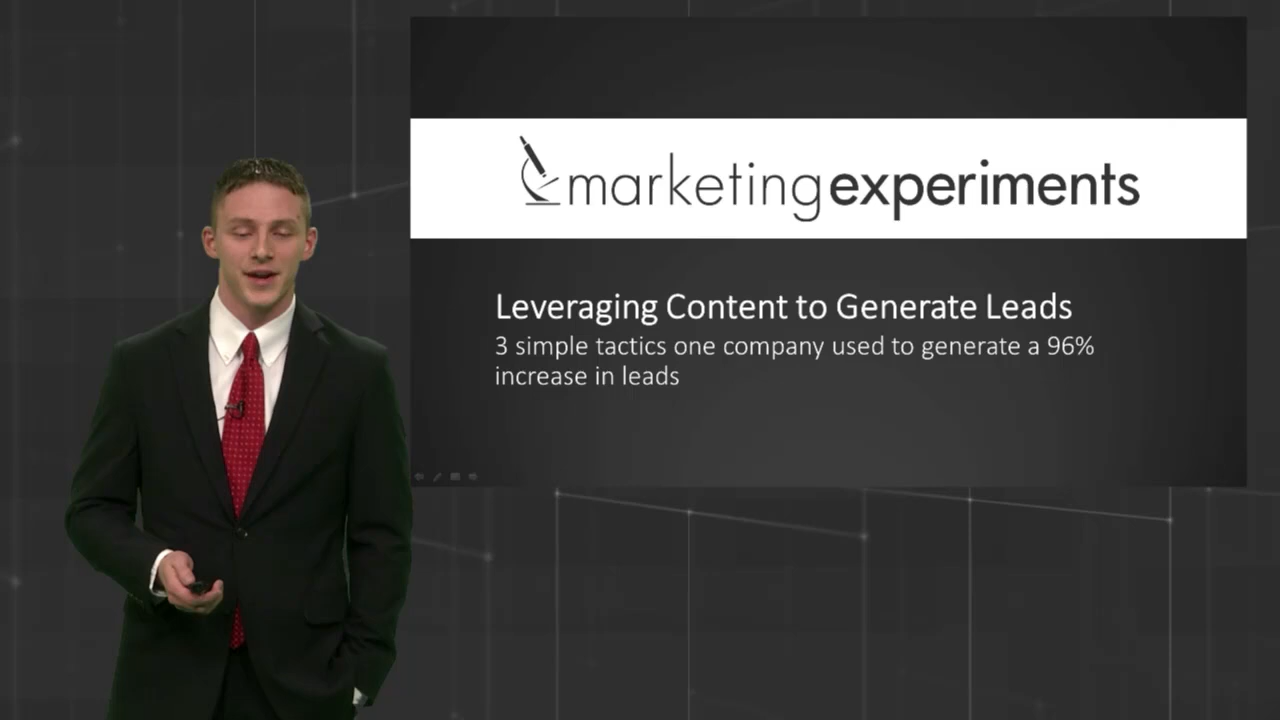 marketingexperiments
Leveraging Content to Generate Leads
3 simple tactics one company used to generate a 96%
increase in leads